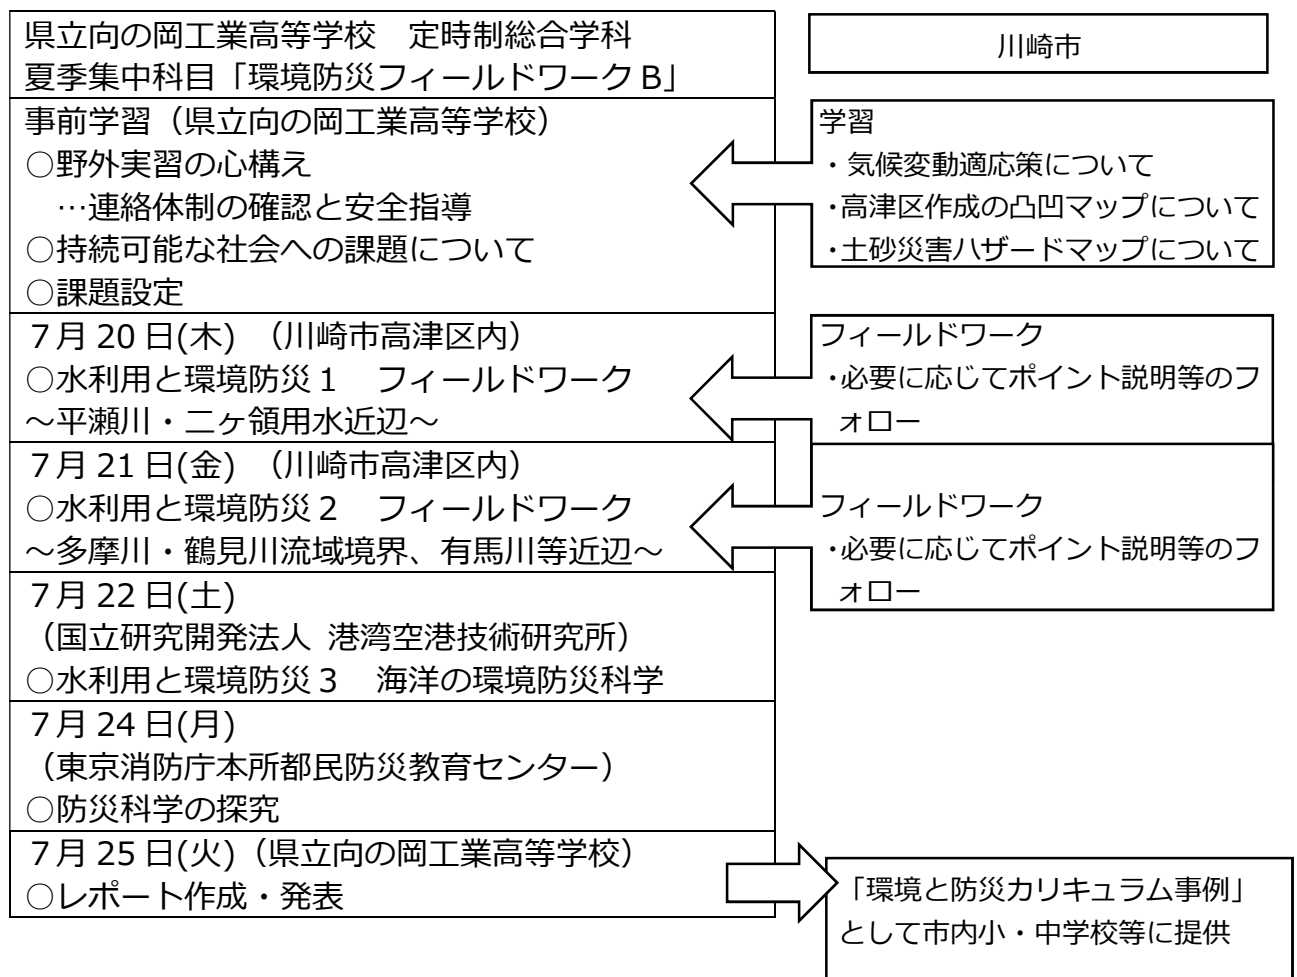 県立向の岡工業高等学校　定時制総合学科
夏季集中科目「環境防災フィールドワークB」
川崎市
事前学習（県立向の岡工業高等学校）
○野外実習の心構え
…連絡体制の確認と安全指導
○持続可能な社会への課題について
○課題設定
学習
・気候変動適応策について
・高津区作成の凸凹マップについて
・土砂災害ハザードマップについて
７月20日(木)　（川崎市高津区内）
○水利用と環境防災１　フィールドワーク
～平瀬川・二ヶ領用水近辺～
フィールドワーク
・必要に応じてポイント説明等のフ
ォロー
７月21日(金)　（川崎市高津区内）
○水利用と環境防災２　フィールドワーク
～多摩川・鶴見川流域境界、有馬川等近辺～
フィールドワーク
・必要に応じてポイント説明等のフ
ォロー
７月22日(土)
（国立研究開発法人 港湾空港技術研究所）
○水利用と環境防災３　海洋の環境防災科学
７月24日(月)
（東京消防庁本所都民防災教育センター）
○防災科学の探究
７月25日(火)（県立向の岡工業高等学校）
○レポート作成・発表
「環境と防災カリキュラム事例」
として市内小・中学校等に提供